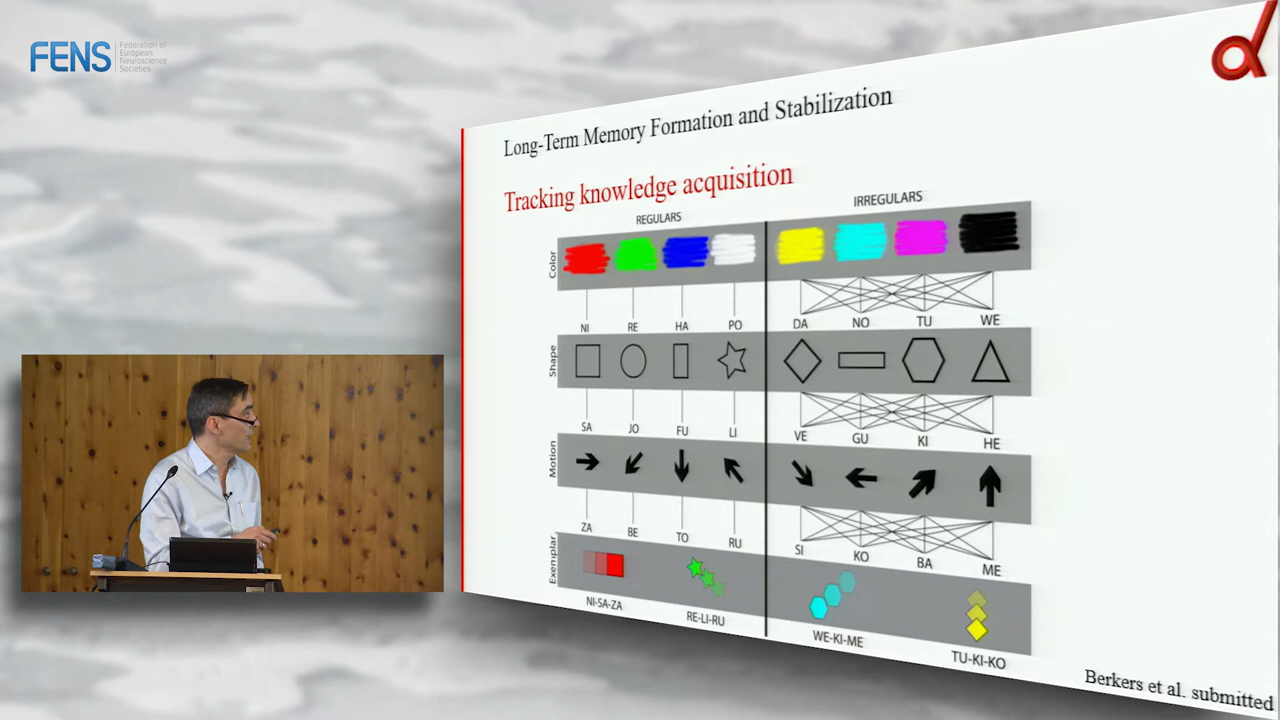 FENS
Federation of
European
Neuroscience
Societies
Long-Term Memory Formation and Stabilization
Tracking knowledge acquisition
REGULARS
IRREGULARS
Color
NI RE HA PO DA NO TU WE
Shape
SA JO FU LI VE GU KI HE
Motion
ZA BE TO RU SI KO BA ME
Exemplar
NI-SA-ZA RE-LI-RU WE-KI-ME TU-KI-KO
Berkers et al. submitted